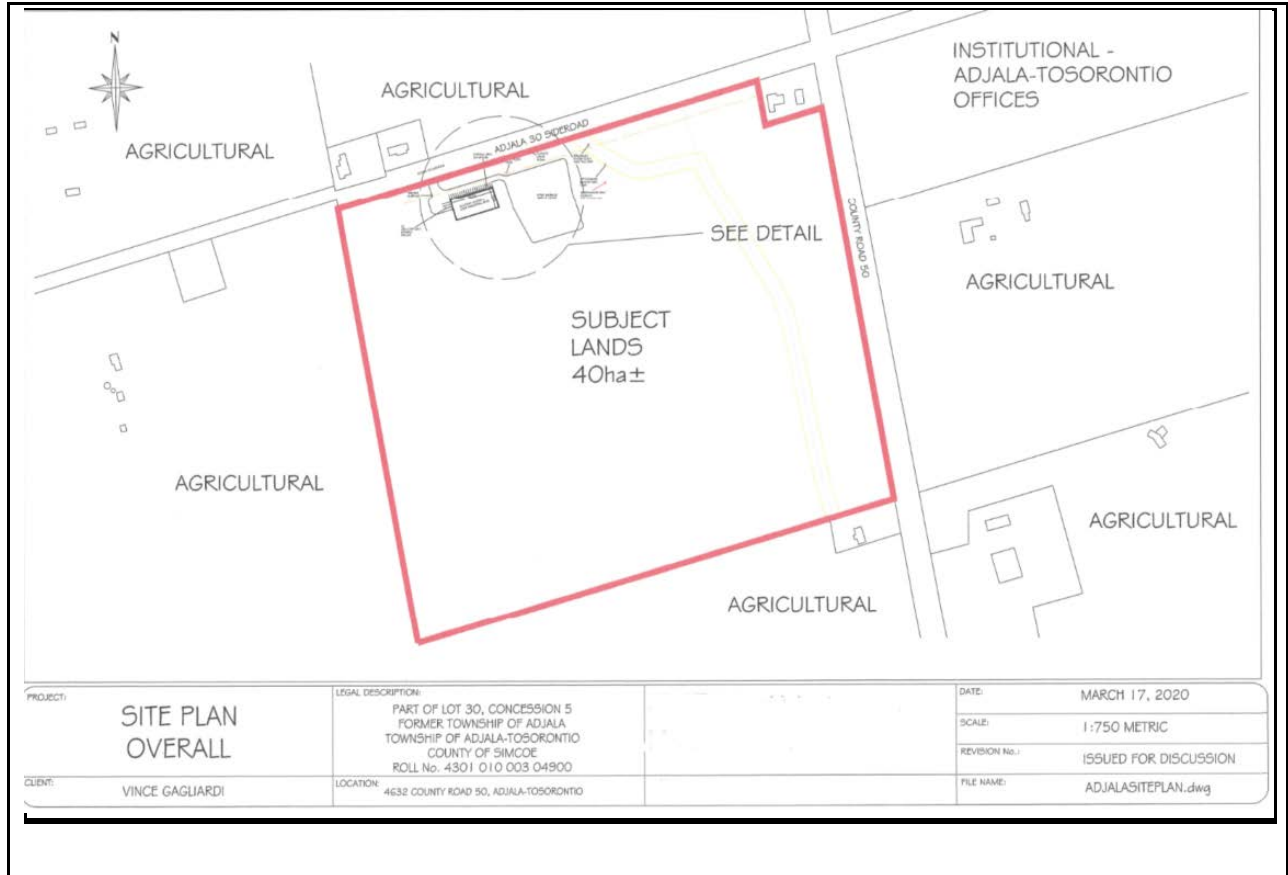 N
INSTITUTIONAL -
ADJALA-TOSORONTIO
OFFICES
AGRICULTURAL
AGRICULTURAL
ADJALA 30 SIDEROAD
SEE DETAIL
COUNTY ROAD 50
AGRICULTURAL
SUBJECT
LANDS
40ha±
AGRICULTURAL
AGRICULTURAL
AGRICULTURAL
PROJECT:
SITE PLAN
OVERALL
CLIENT:
VINCE GAGLIARDI
LEGAL DESCRIPTION:
PART OF LOT 30, CONCESSION 5
FORMER TOWNSHIP OF ADJALA
TOWNSHIP OF ADJALA-TOSORONTIO
COUNTY OF SIMCOE
ROLL No. 4301 010 003 04900
LOCATION:
4632 COUNTY ROAD 50, ADJALA-TOSORONTIO
DATE:
MARCH 17, 2020
SCALE:
1:750 METRIC
REVISION No.:
ISSUED FOR DISCUSSION
FILE NAME:
ADJALASITEPLAN.dwg